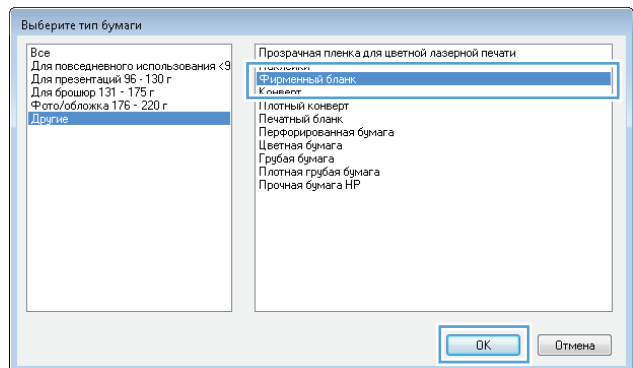 Выберите тип бумаги
Все
Для повседневного использования <9
Для презентаций 96 - 130 г
Для брошюр 131 - 175 г
Фото/обложка 176 - 220 г
Другие
Прозрачная пленка для цветной лазерной печати
Наклейки
Фирменный бланк
Конверт
Плотный конверт
Печатный бланк
Перфорированная бумага
Цветная бумага
Грубая бумага
Плотная грубая бумага
Прочная бумага HP
OK
Отмена